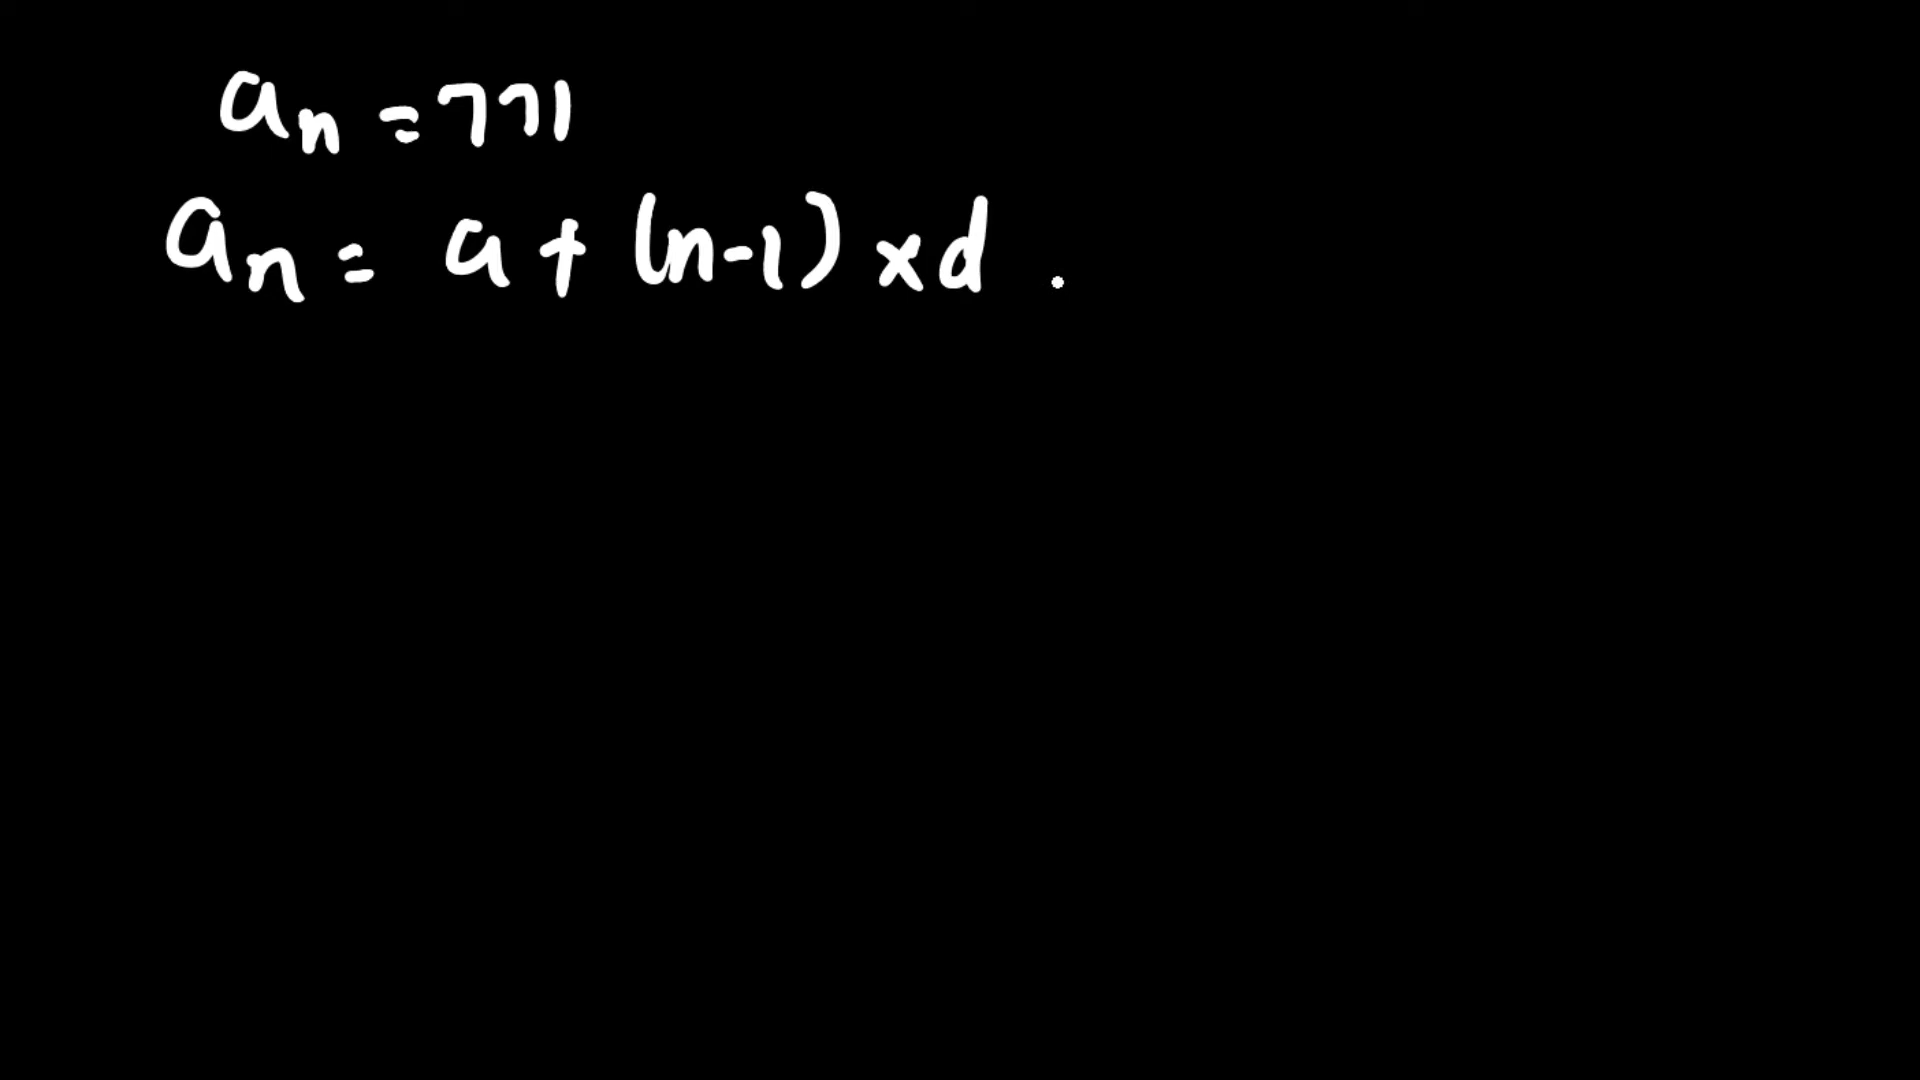 aₙ = 771
aₙ = a + (n-1) × d .